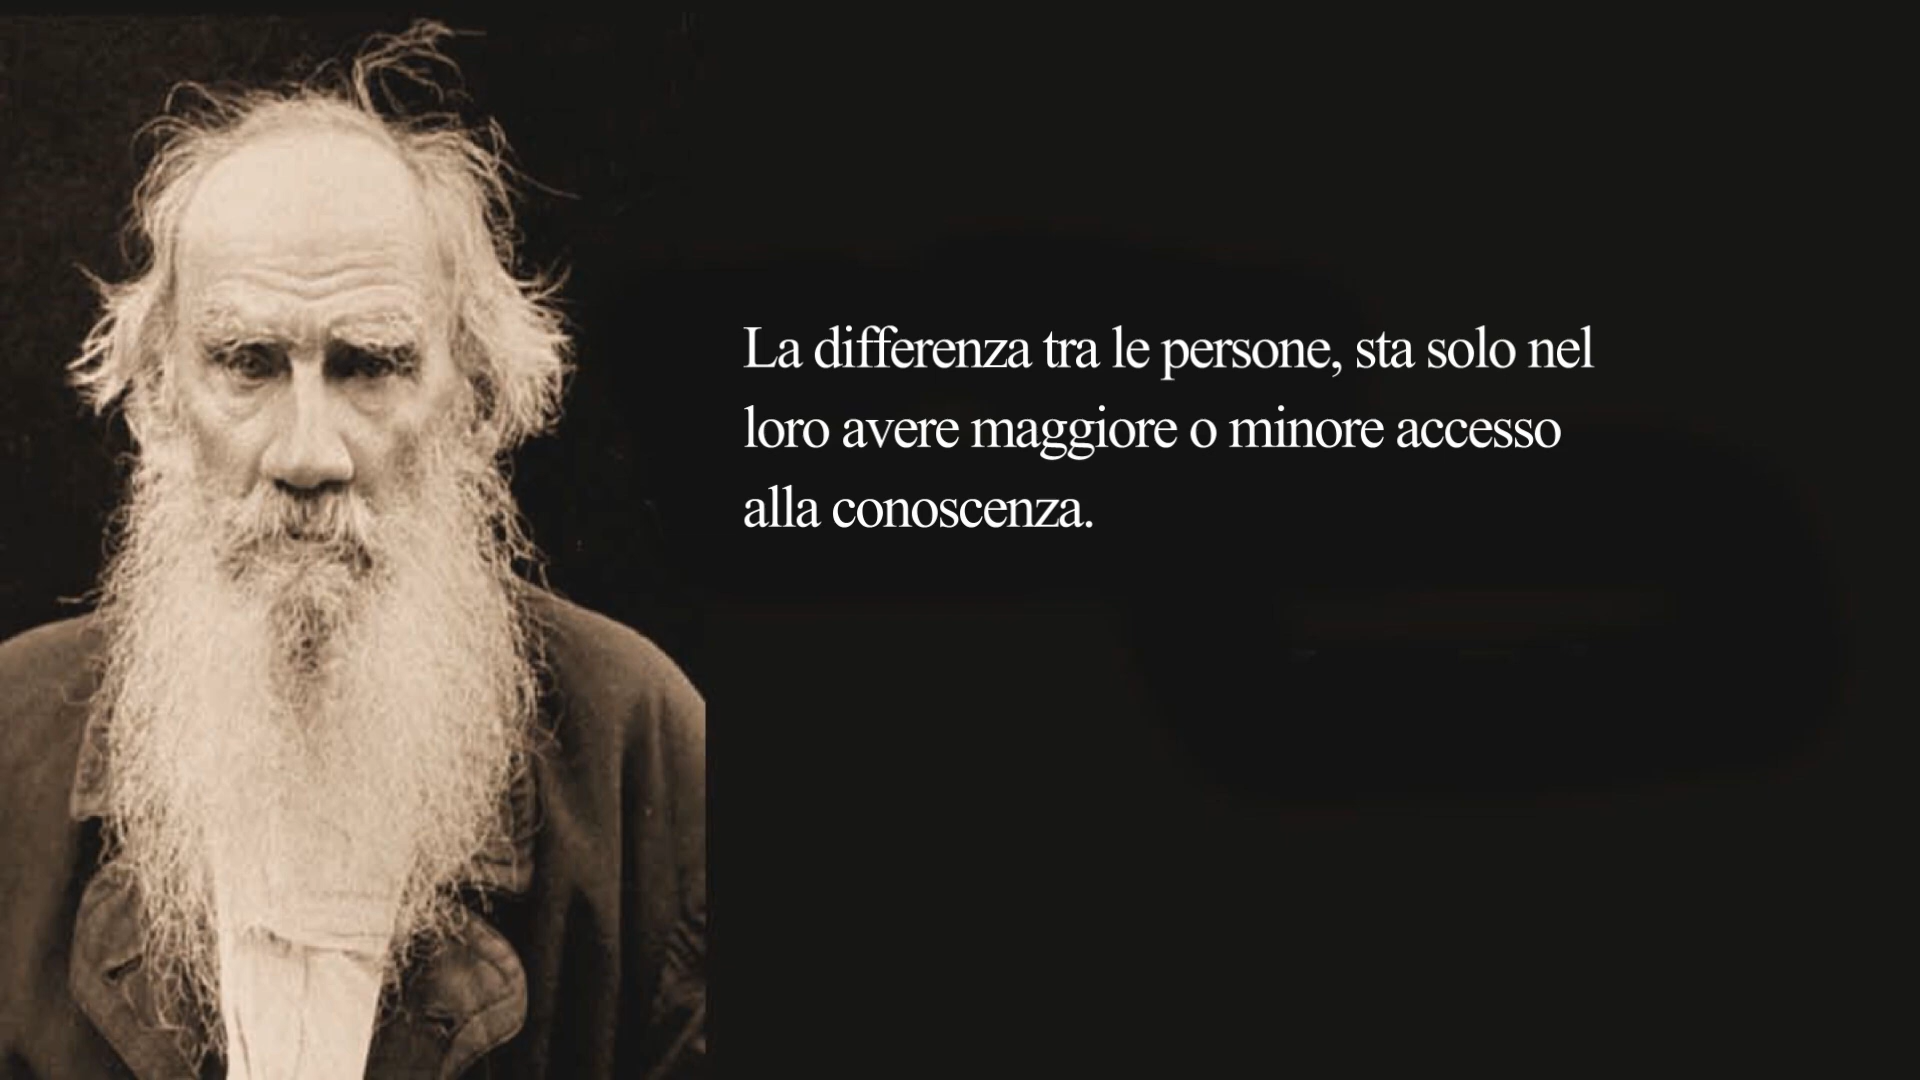 La differenza tra le persone, sta solo nel
loro avere maggiore o minore accesso
alla conoscenza.